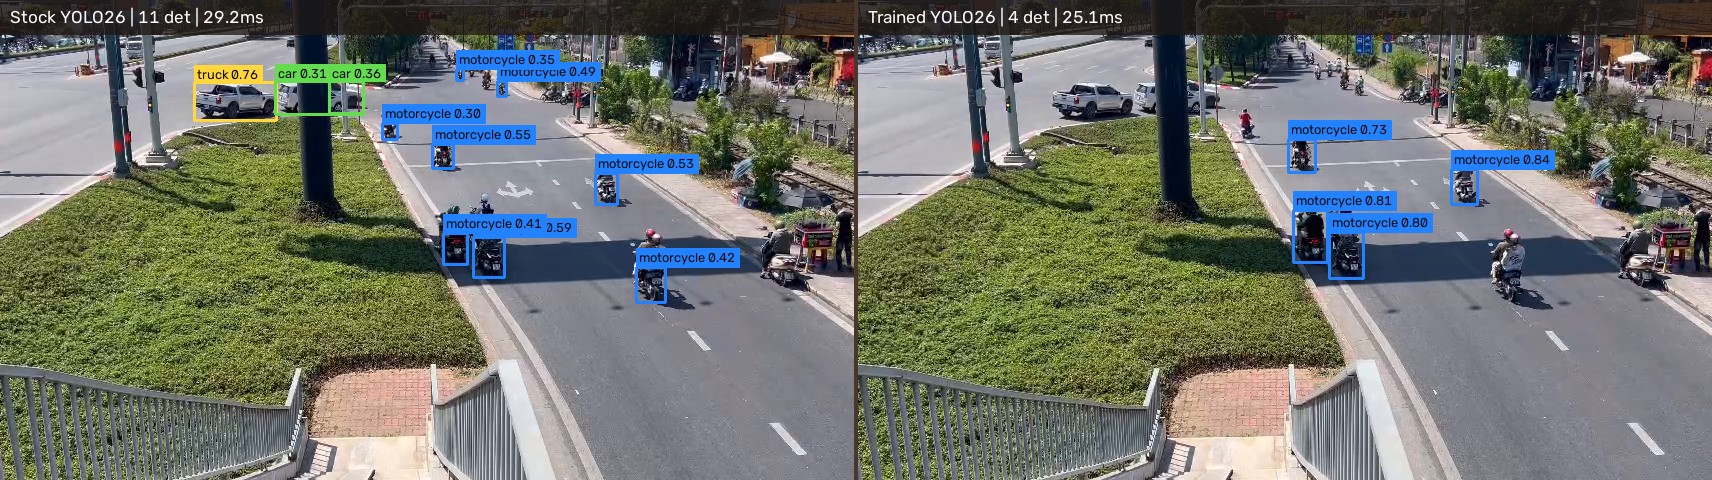 Stock YOLO26 | 11 det | 29.2ms
truck 0.76
car 0.31
car 0.36
motorcycle 0.35
motorcycle 0.49
motorcycle 0.30
motorcycle 0.55
motorcycle 0.53
motorcycle 0.41
0.59
motorcycle 0.42
Trained YOLO26 | 4 det | 25.1ms
motorcycle 0.73
motorcycle 0.84
motorcycle 0.81
motorcycle 0.80